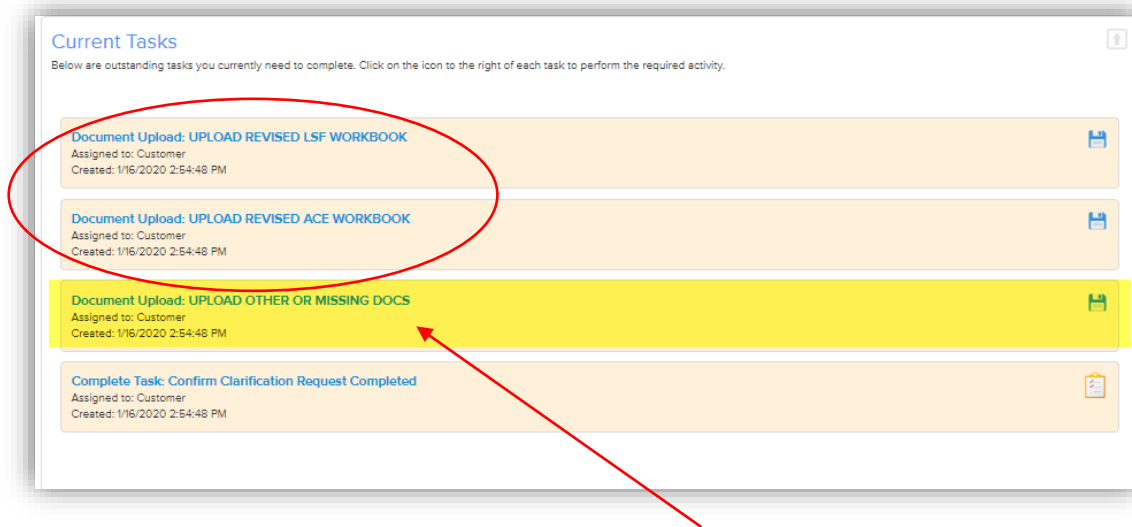 Current Tasks
Below are outstanding tasks you currently need to complete. Click on the icon to the right of each task to perform the required activity.
Document Upload: UPLOAD REVISED LSF WORKBOOK
Assigned to: Customer
Created: 1/16/2020 2:54:48 PM
Document Upload: UPLOAD REVISED ACE WORKBOOK
Assigned to: Customer
Created: 1/16/2020 2:54:48 PM
Document Upload: UPLOAD OTHER OR MISSING DOCS
Assigned to: Customer
Created: 1/16/2020 2:54:48 PM
Complete Task: Confirm Clarification Request Completed
Assigned to: Customer
Created: 1/16/2020 2:54:48 PM